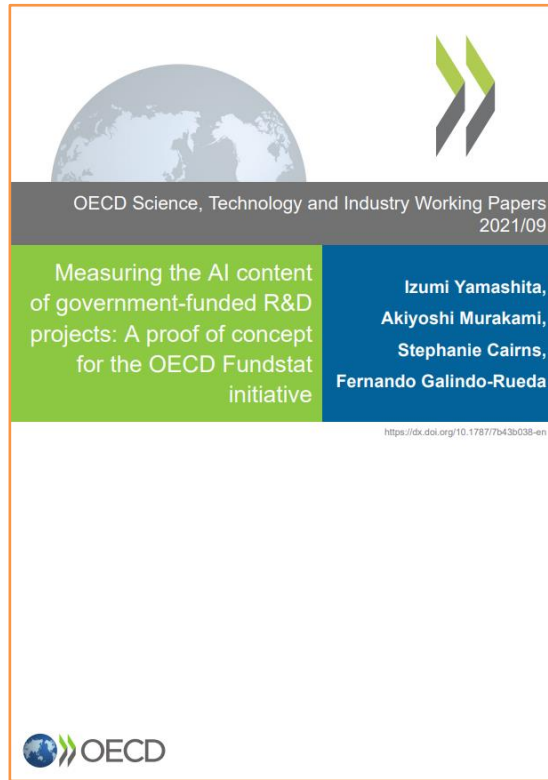 OECD Science, Technology and Industry Working Papers
2021/09
Measuring the AI content
of government-funded R&D
projects: A proof of concept
for the OECD Fundstat
initiative
Izumi Yamashita,
Akiyoshi Murakami,
Stephanie Cairns,
Fernando Galindo-Rueda
https://dx.doi.org/10.1787/7b43b038-en
OECD